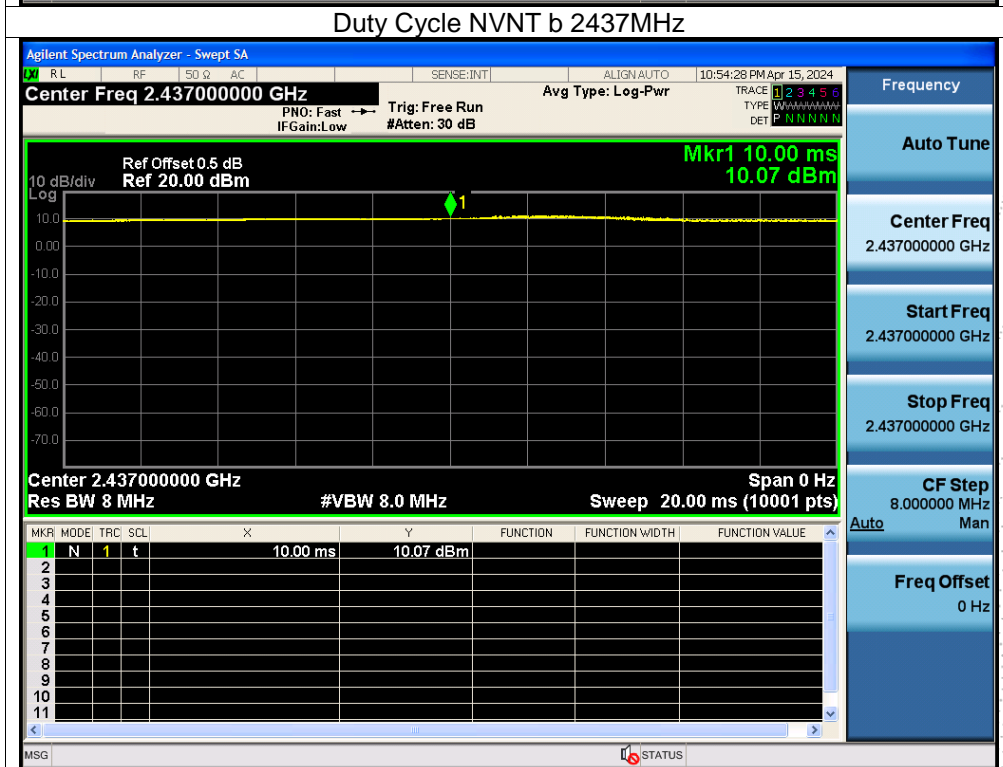 Duty Cycle NVNT b 2437MHz
Agilent Spectrum Analyzer - Swept SA
LXI RL RF 50 Ω AC SENSE:INT ALIGN AUTO 10:54:28 PM Apr 15, 2024
Center Freq 2.437000000 GHz
PNO: Fast
IFGain:Low
Trig: Free Run
#Atten: 30 dB
Avg Type: Log-Pwr
TRACE 1 2 3 4 5 6
TYPE WWWWWW
DET P N N N N N
Ref Offset 0.5 dB
10 dB/div Ref 20.00 dBm
Log
Mkr1 10.00 ms
10.07 dBm
1
10.0
0.00
-10.0
-20.0
-30.0
-40.0
-50.0
-60.0
-70.0
Center 2.437000000 GHz Span 0 Hz
Res BW 8 MHz #VBW 8.0 MHz Sweep 20.00 ms (10001 pts)
MKR MODE TRC SCL X Y FUNCTION FUNCTION WIDTH FUNCTION VALUE
1 N 1 t 10.00 ms 10.07 dBm
2
3
4
5
6
7
8
9
10
11
MSG STATUS
Frequency
Auto Tune
Center Freq
2.437000000 GHz
Start Freq
2.437000000 GHz
Stop Freq
2.437000000 GHz
CF Step
8.000000 MHz
Auto Man
Freq Offset
0 Hz